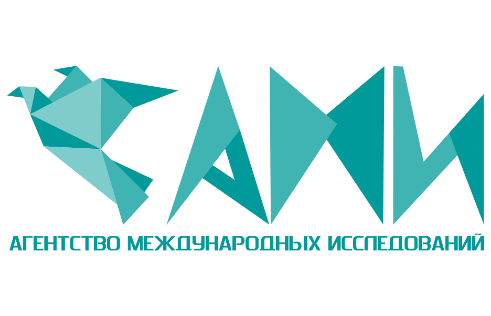 АМИ
АГЕНТСТВО МЕЖДУНАРОДНЫХ ИССЛЕДОВАНИЙ